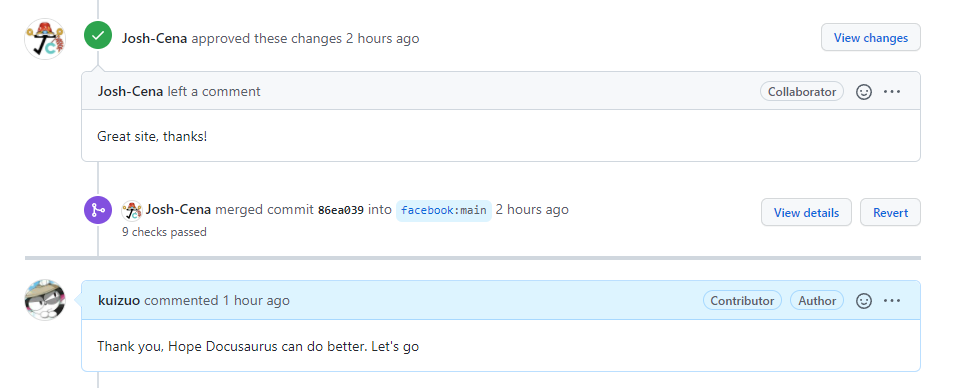 Josh-Cena approved these changes 2 hours ago
View changes
Josh-Cena left a comment
Collaborator
Great site, thanks!
Josh-Cena merged commit 86ea039 into facebook:main 2 hours ago
View details
Revert
9 checks passed
kuizuo commented 1 hour ago
Contributor
Author
Thank you, Hope Docusaurus can do better. Let's go